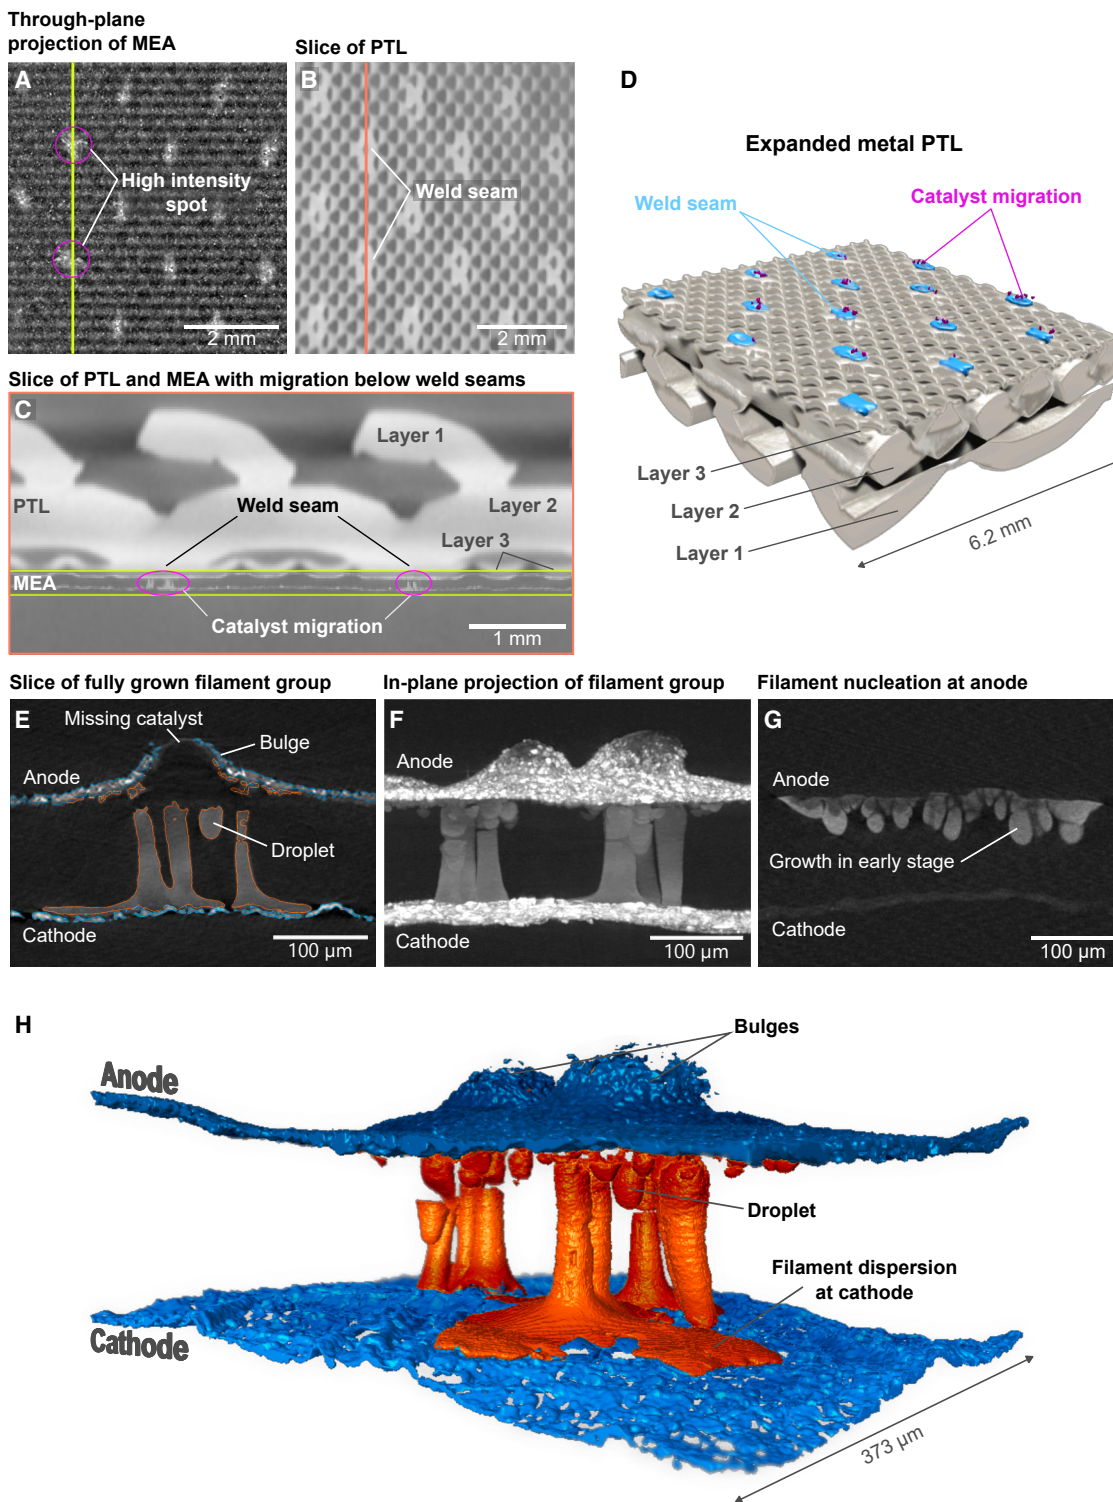 Through-plane
projection of MEA
A
High intensity
spot
2 mm
Slice of PTL
B
Weld seam
2 mm
Slice of PTL and MEA with migration below weld seams
C
Layer 1
PTL
Weld seam
Layer 2
Layer 3
MEA
Catalyst migration
1 mm
D
Expanded metal PTL
Weld seam
Catalyst migration
Layer 3
Layer 2
Layer 1
6.2 mm
Slice of fully grown filament group
E
Missing catalyst
Bulge
Anode
Droplet
Cathode
100 µm
In-plane projection of filament group
F
Anode
Cathode
100 µm
Filament nucleation at anode
G
Anode
Growth in early stage
Cathode
100 µm
H
Bulges
Anode
Droplet
Filament dispersion
at cathode
Cathode
373 µm